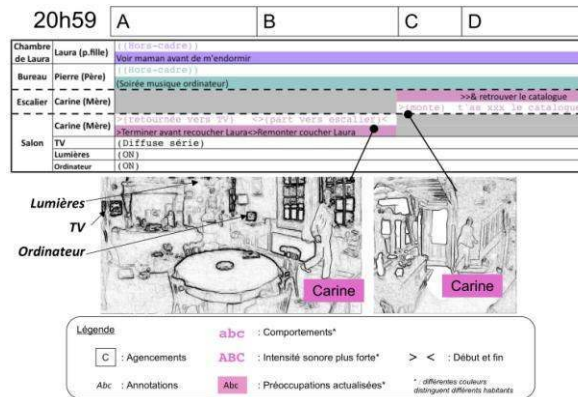 20h59 A B C D
Chambre de Laura Laura (p.fille) ((Hors-cadre))
Voir maman avant de m'endormir
Bureau Pierre (Père) ((Hors-cadre))
(Soirée musique ordinateur)
Escalier Carine (Mère) >>& retrouver le catalogue
>(monte) t'as xxx le catalogue
Salon Carine (Mère) >(retournée vers TV) <>(part vers escalier)<
>Terminer avant recoucher Laura<>Remonter coucher Laura
TV (Diffuse série)
Lumières (ON)
Ordinateur (ON)
Lumières
TV
Ordinateur
Carine
Carine
Légende
C : Agencements
Abc : Annotations
abc : Comportements*
ABC : Intensité sonore plus forte*
Abc : Préoccupations actualisées*
> < : Début et fin
* : différentes couleurs
distinguent différents habitants